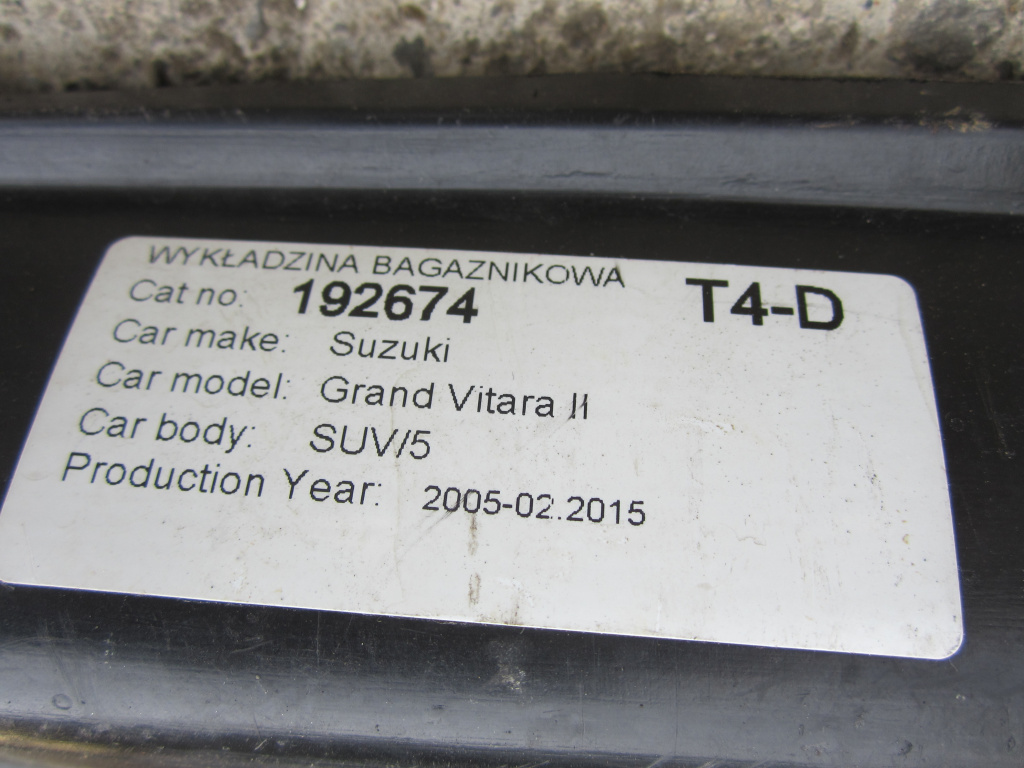 WYKŁADZINA BAGAZNIKOWA
T4-D
Cat no: 192674
Car make: Suzuki
Car model: Grand Vitara II
Car body: SUV/5
Production Year: 2005-02.2015